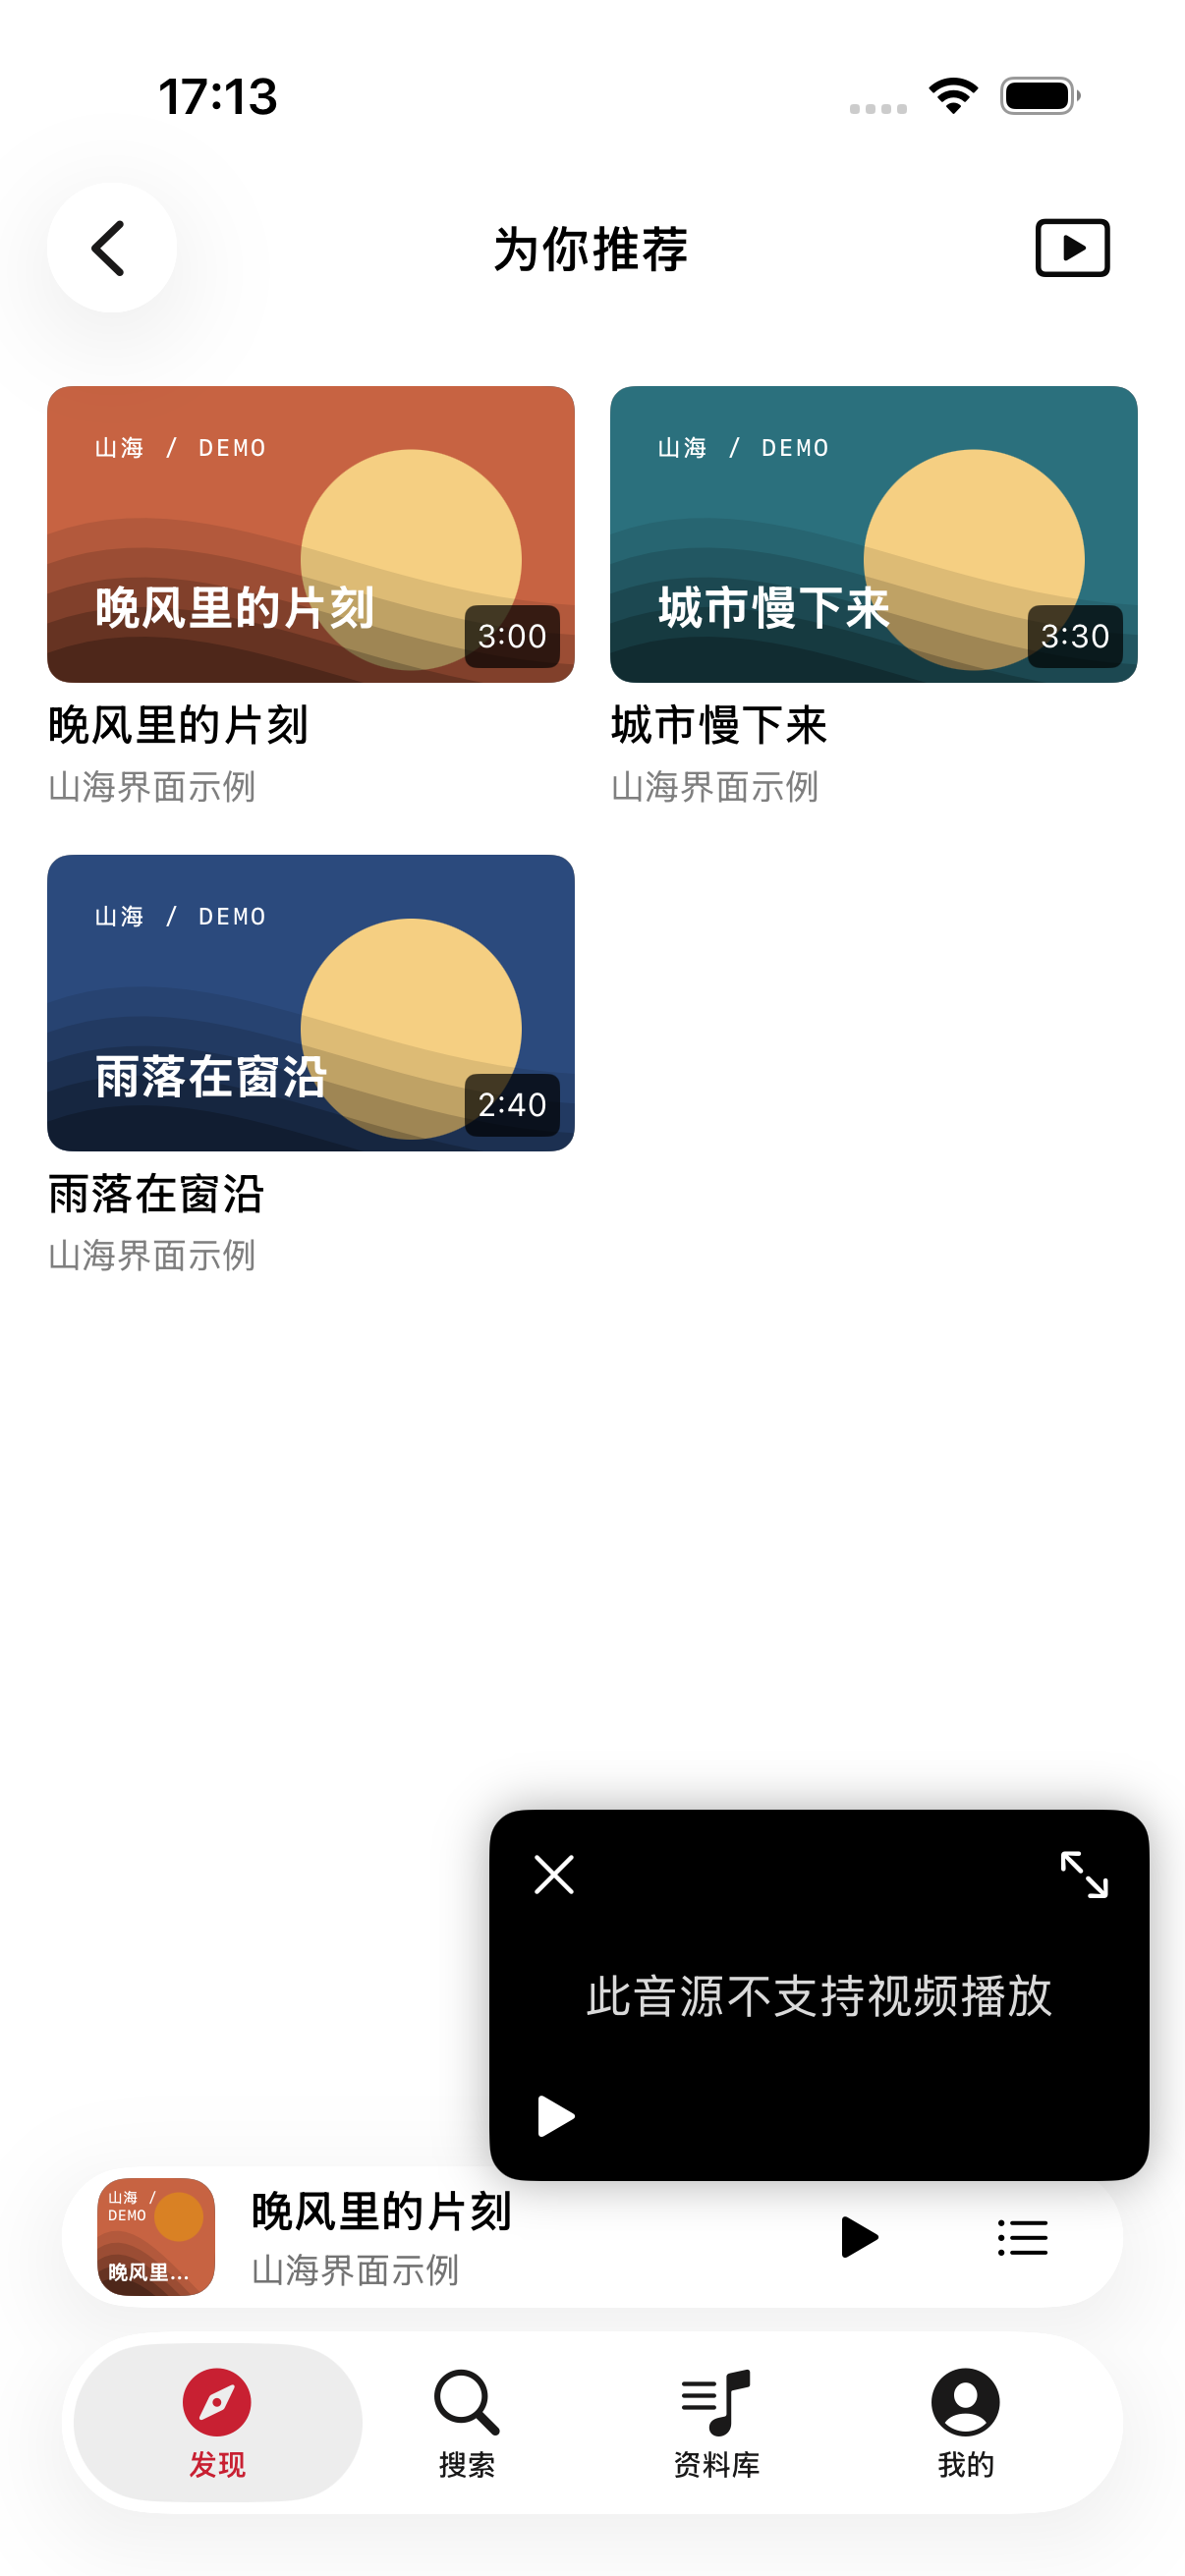 17:13
为你推荐
山海 / DEMO
晚风里的片刻
3:00
晚风里的片刻
山海界面示例
山海 / DEMO
城市慢下来
3:30
城市慢下来
山海界面示例
山海 / DEMO
雨落在窗沿
2:40
雨落在窗沿
山海界面示例
此音源不支持视频播放
山海 /
DEMO
晚风里...
晚风里的片刻
山海界面示例
发现
搜索
资料库
我的